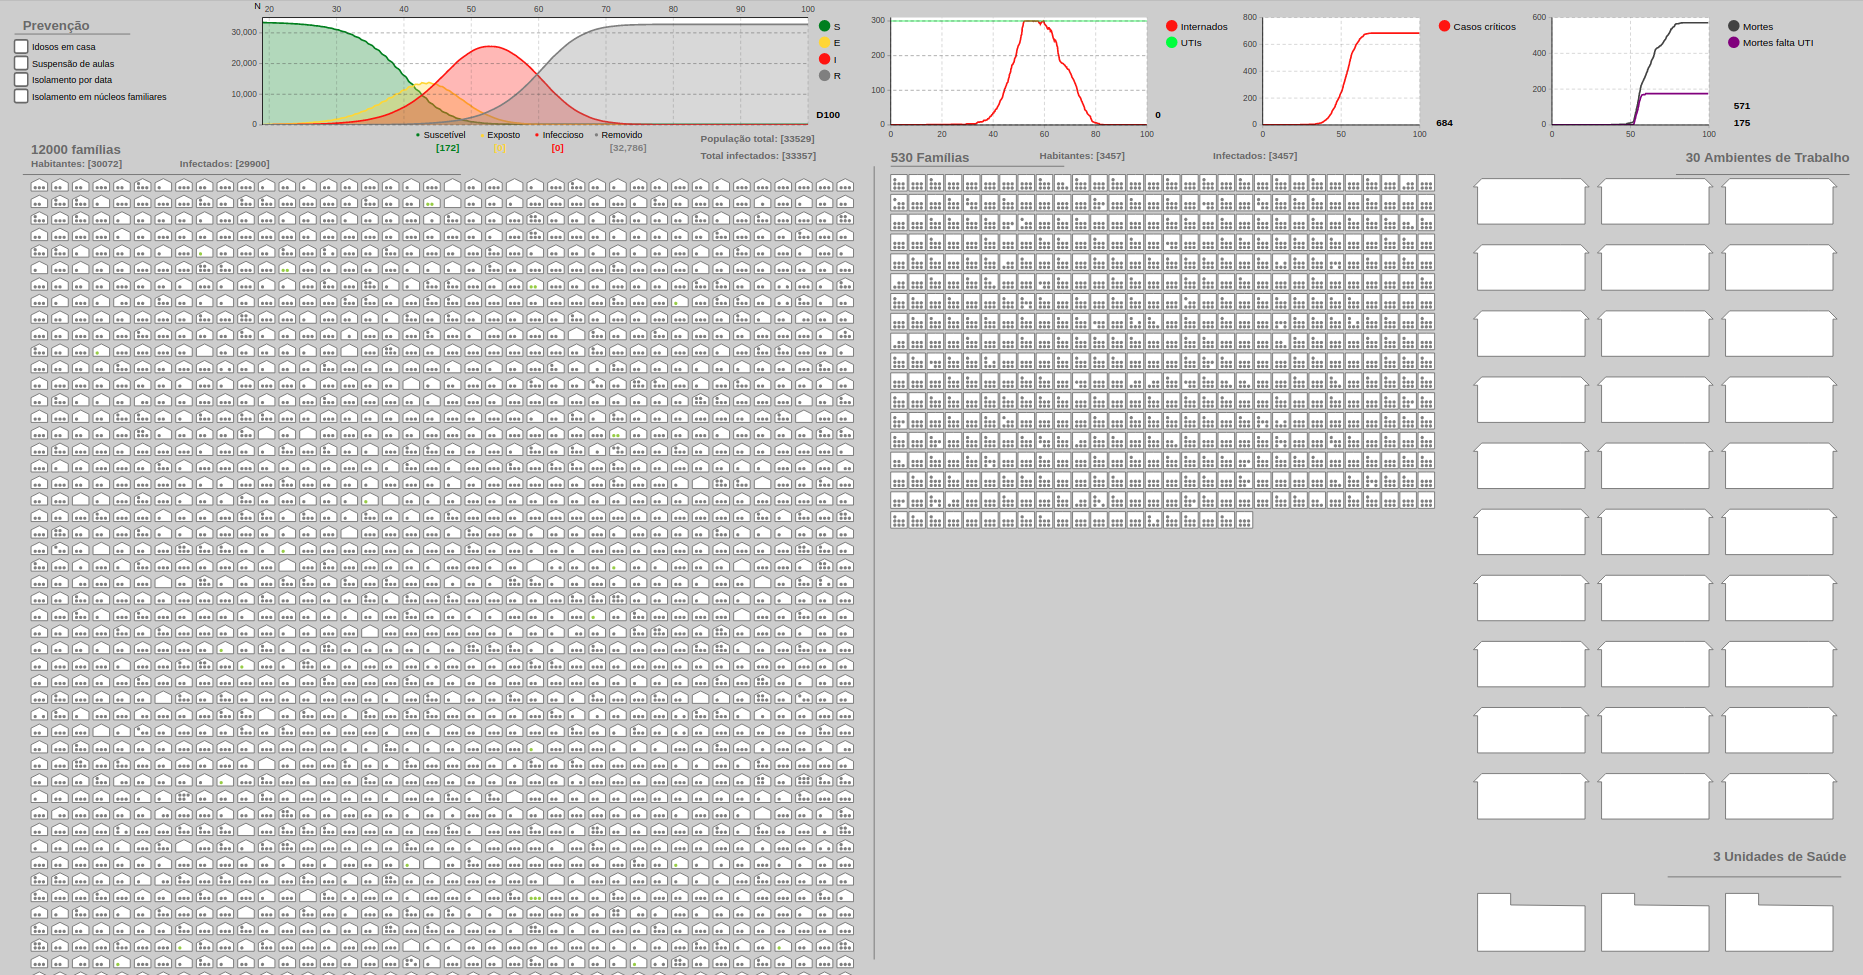 Prevenção
Idosos em casa
Suspensão de aulas
Isolamento por data
Isolamento em núcleos familiares
N
20 30 40 50 60 70 80 90 100
30,000
20,000
10,000
0
S
E
I
R
D100
Suscetível Exposto Infeccioso Removido
[172] [0] [0] [32,786]
População total: [33529]
Total infectados: [33357]
300
200
100
0
0 20 40 60 80 100
Internados
UTIs
0
800
600
400
200
0
0 50 100
Casos críticos
684
600
400
200
0
0 50 100
Mortes
Mortes falta UTI
571
175
12000 famílias
Habitantes: [30072] Infectados: [29900]
530 Famílias Habitantes: [3457] Infectados: [3457]
30 Ambientes de Trabalho
3 Unidades de Saúde